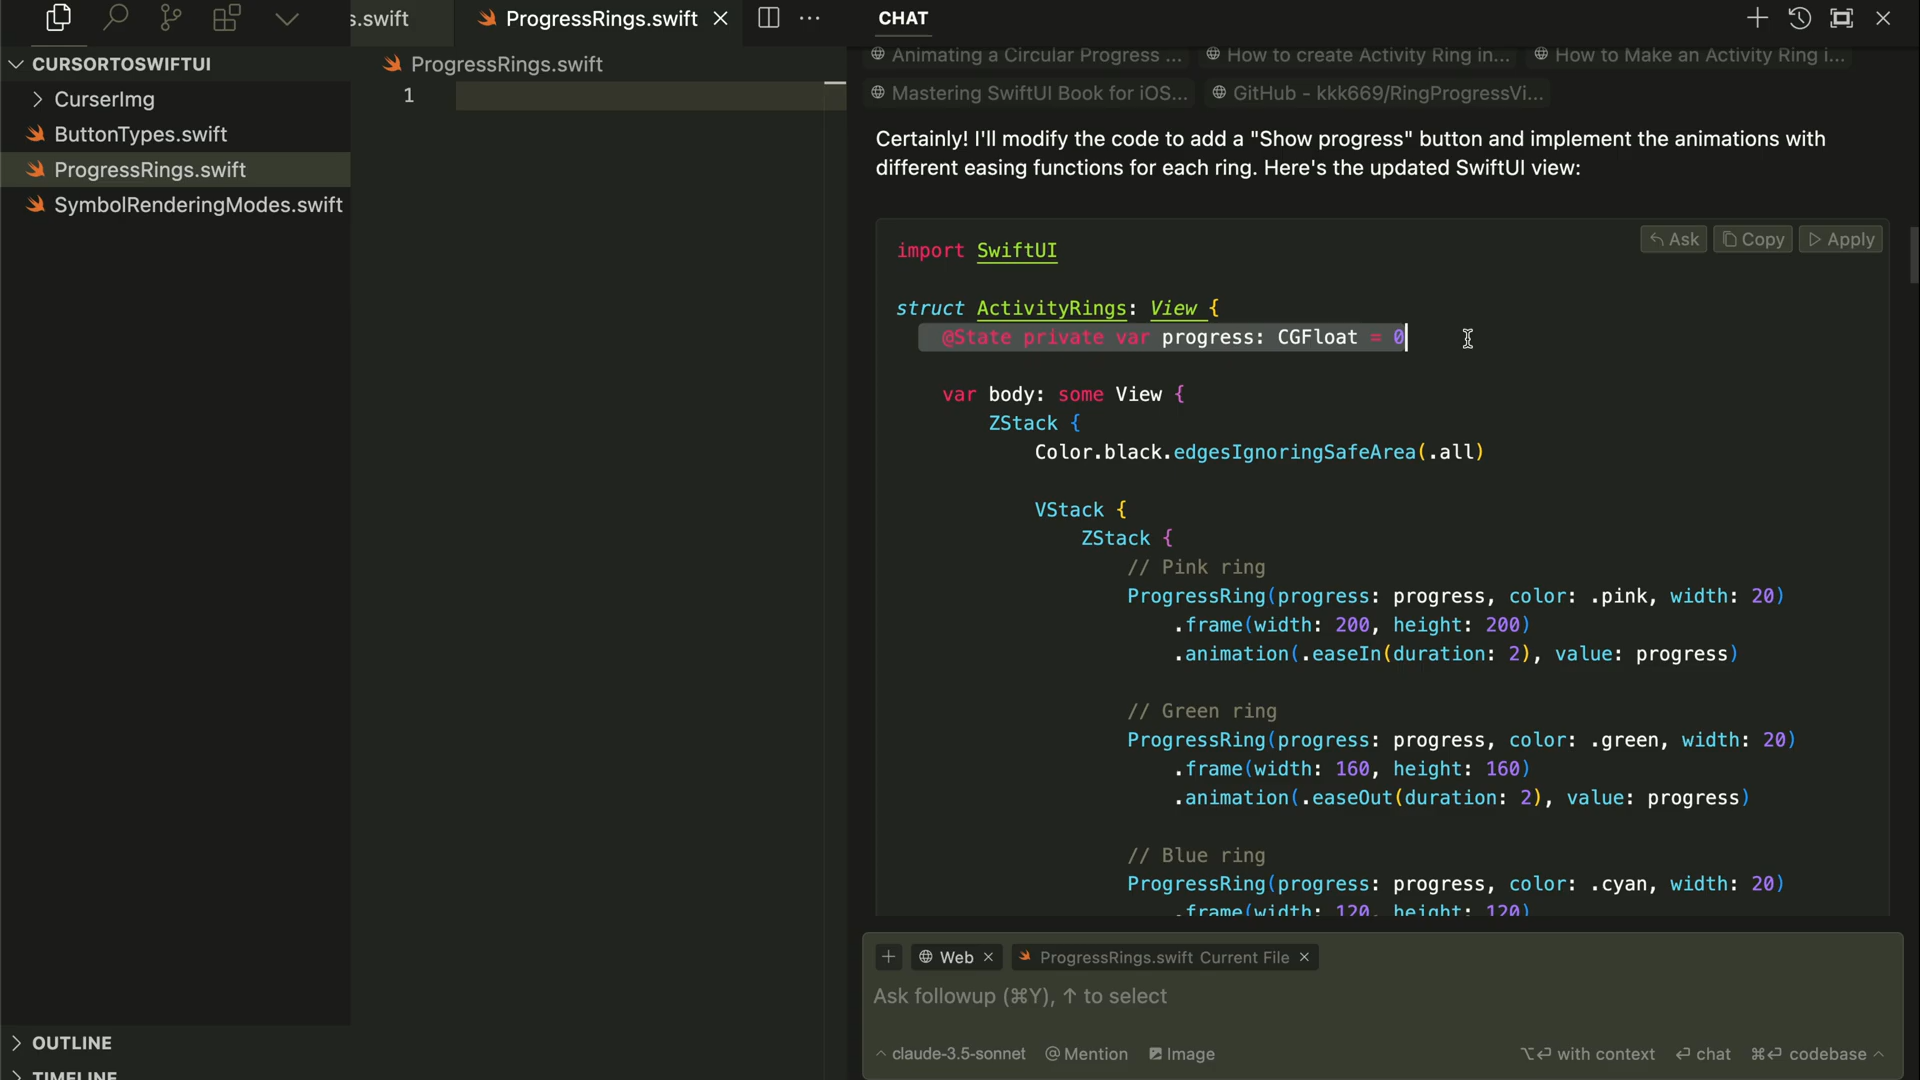 s.swift
ProgressRings.swift
CHAT
CURSORTOSWIFTUI
CurserImg
ButtonTypes.swift
ProgressRings.swift
SymbolRenderingModes.swift
OUTLINE
TIMELINE
ProgressRings.swift
1
Animating a Circular Progress ...
How to create Activity Ring in...
How to Make an Activity Ring i...
Mastering SwiftUI Book for iOS...
GitHub - kkk669/RingProgressVi...
Certainly! I'll modify the code to add a "Show progress" button and implement the animations with
different easing functions for each ring. Here's the updated SwiftUI view:
Ask
Copy
Apply
import SwiftUI
struct ActivityRings: View {
@State private var progress: CGFloat = 0
var body: some View {
ZStack {
Color.black.edgesIgnoringSafeArea(.all)
VStack {
ZStack {
// Pink ring
ProgressRing(progress: progress, color: .pink, width: 20)
.frame(width: 200, height: 200)
.animation(.easeIn(duration: 2), value: progress)
// Green ring
ProgressRing(progress: progress, color: .green, width: 20)
.frame(width: 160, height: 160)
.animation(.easeOut(duration: 2), value: progress)
// Blue ring
ProgressRing(progress: progress, color: .cyan, width: 20)
.frame(width: 120, height: 120)
Web
ProgressRings.swift Current File
Ask followup (⌘Y), ↑ to select
claude-3.5-sonnet
@ Mention
Image
⌥⏎ with context
⏎ chat
⌘⏎ codebase